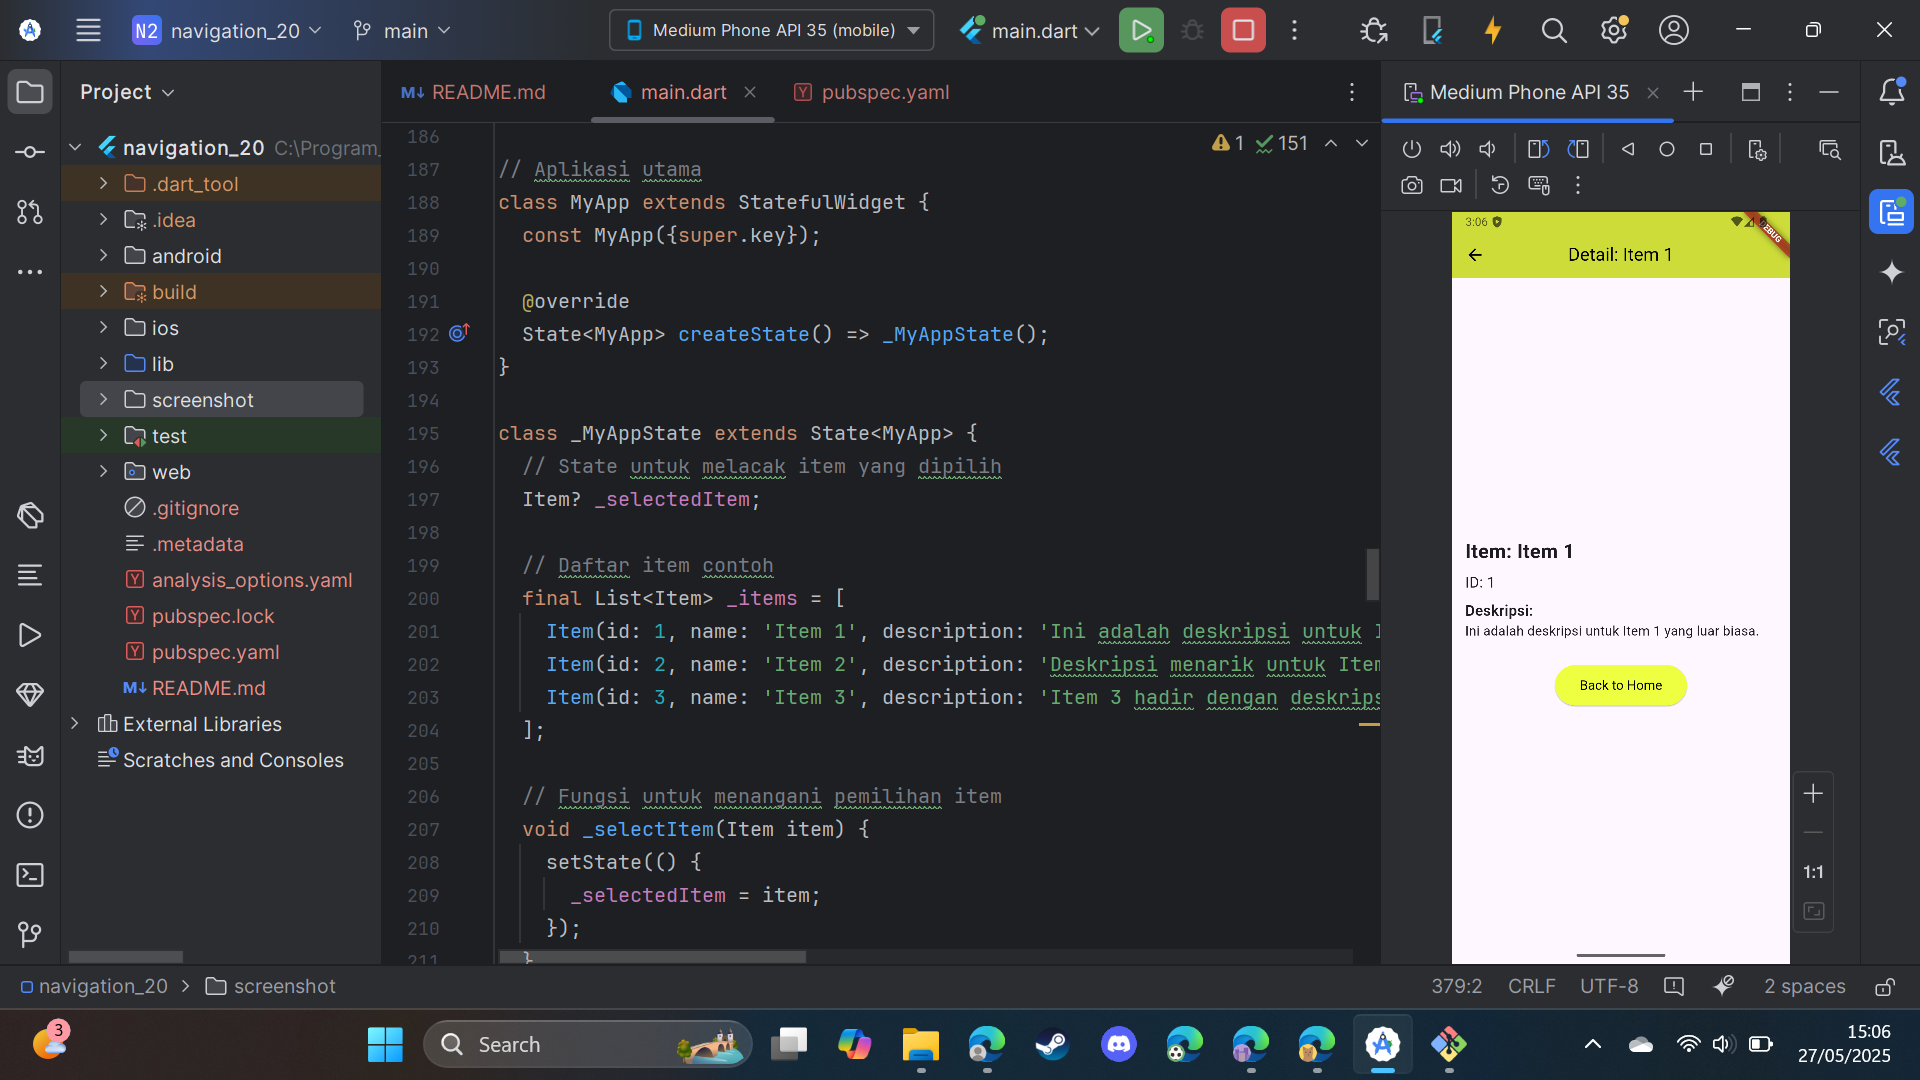 N2 navigation_20 main Medium Phone API 35 (mobile) main.dart
Project
README.md main.dart pubspec.yaml
Medium Phone API 35
navigation_20 C:\Program_
.dart_tool
.idea
android
build
ios
lib
screenshot
test
web
.gitignore
.metadata
analysis_options.yaml
pubspec.lock
pubspec.yaml
README.md
External Libraries
Scratches and Consoles
1 151
186
187 // Aplikasi utama
188 class MyApp extends StatefulWidget {
189 const MyApp({super.key});
190
191 @override
192 State<MyApp> createState() => _MyAppState();
193 }
194
195 class _MyAppState extends State<MyApp> {
196 // State untuk melacak item yang dipilih
197 Item? _selectedItem;
198
199 // Daftar item contoh
200 final List<Item> _items = [
201 Item(id: 1, name: 'Item 1', description: 'Ini adalah deskripsi untuk I
202 Item(id: 2, name: 'Item 2', description: 'Deskripsi menarik untuk Item
203 Item(id: 3, name: 'Item 3', description: 'Item 3 hadir dengan deskrips
204 ];
205
206 // Fungsi untuk menangani pemilihan item
207 void _selectItem(Item item) {
208 setState(() {
209 _selectedItem = item;
210 });
211 }
3:06
DEBUG
Detail: Item 1
Item: Item 1
ID: 1
Deskripsi:
Ini adalah deskripsi untuk Item 1 yang luar biasa.
Back to Home
1:1
navigation_20 > screenshot
379:2 CRLF UTF-8 2 spaces
3
Search
15:06
27/05/2025